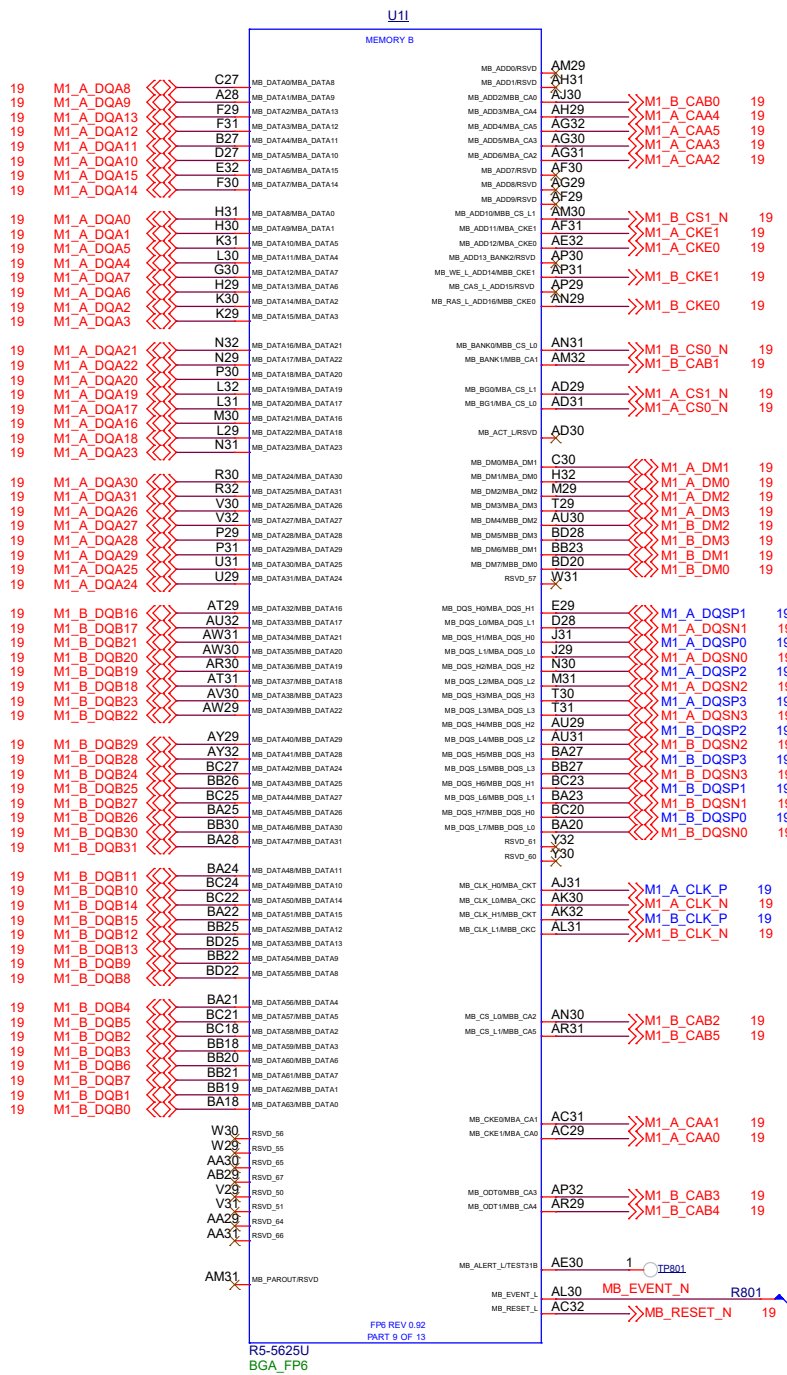 U1I
MEMORY B
19 M1_A_DQA8 C27 MB_DATA0/MBA_DATA8
19 M1_A_DQA9 A28 MB_DATA1/MBA_DATA9
19 M1_A_DQA13 F29 MB_DATA2/MBA_DATA13
19 M1_A_DQA12 F31 MB_DATA3/MBA_DATA12
19 M1_A_DQA11 B27 MB_DATA4/MBA_DATA11
19 M1_A_DQA10 D27 MB_DATA5/MBA_DATA10
19 M1_A_DQA15 E32 MB_DATA6/MBA_DATA15
19 M1_A_DQA14 F30 MB_DATA7/MBA_DATA14
19 M1_A_DQA0 H31 MB_DATA8/MBA_DATA0
19 M1_A_DQA1 H30 MB_DATA9/MBA_DATA1
19 M1_A_DQA5 K31 MB_DATA10/MBA_DATA5
19 M1_A_DQA4 L30 MB_DATA11/MBA_DATA4
19 M1_A_DQA7 G30 MB_DATA12/MBA_DATA7
19 M1_A_DQA6 H29 MB_DATA13/MBA_DATA6
19 M1_A_DQA2 K30 MB_DATA14/MBA_DATA2
19 M1_A_DQA3 K29 MB_DATA15/MBA_DATA3
19 M1_A_DQA21 N32 MB_DATA16/MBA_DATA21
19 M1_A_DQA22 N29 MB_DATA17/MBA_DATA22
19 M1_A_DQA20 P30 MB_DATA18/MBA_DATA20
19 M1_A_DQA19 L32 MB_DATA19/MBA_DATA19
19 M1_A_DQA17 L31 MB_DATA20/MBA_DATA17
19 M1_A_DQA16 M30 MB_DATA21/MBA_DATA16
19 M1_A_DQA18 L29 MB_DATA22/MBA_DATA18
19 M1_A_DQA23 N31 MB_DATA23/MBA_DATA23
19 M1_A_DQA30 R30 MB_DATA24/MBA_DATA30
19 M1_A_DQA31 R32 MB_DATA25/MBA_DATA31
19 M1_A_DQA26 V30 MB_DATA26/MBA_DATA26
19 M1_A_DQA27 V32 MB_DATA27/MBA_DATA27
19 M1_A_DQA28 P29 MB_DATA28/MBA_DATA28
19 M1_A_DQA29 P31 MB_DATA29/MBA_DATA29
19 M1_A_DQA25 U31 MB_DATA30/MBA_DATA25
19 M1_A_DQA24 U29 MB_DATA31/MBA_DATA24
19 M1_B_DQB16 AT29 MB_DATA32/MBB_DATA16
19 M1_B_DQB17 AU32 MB_DATA33/MBB_DATA17
19 M1_B_DQB21 AW31 MB_DATA34/MBB_DATA21
19 M1_B_DQB20 AW30 MB_DATA35/MBB_DATA20
19 M1_B_DQB19 AR30 MB_DATA36/MBB_DATA19
19 M1_B_DQB18 AT31 MB_DATA37/MBB_DATA18
19 M1_B_DQB23 AV30 MB_DATA38/MBB_DATA23
19 M1_B_DQB22 AW29 MB_DATA39/MBB_DATA22
19 M1_B_DQB29 AY29 MB_DATA40/MBB_DATA29
19 M1_B_DQB28 AY32 MB_DATA41/MBB_DATA28
19 M1_B_DQB24 BC27 MB_DATA42/MBB_DATA24
19 M1_B_DQB25 BB26 MB_DATA43/MBB_DATA25
19 M1_B_DQB27 BC25 MB_DATA44/MBB_DATA27
19 M1_B_DQB26 BA25 MB_DATA45/MBB_DATA26
19 M1_B_DQB30 BB30 MB_DATA46/MBB_DATA30
19 M1_B_DQB31 BA28 MB_DATA47/MBB_DATA31
19 M1_B_DQB11 BA24 MB_DATA48/MBB_DATA11
19 M1_B_DQB10 BC24 MB_DATA49/MBB_DATA10
19 M1_B_DQB14 BC22 MB_DATA50/MBB_DATA14
19 M1_B_DQB15 BA22 MB_DATA51/MBB_DATA15
19 M1_B_DQB12 BB25 MB_DATA52/MBB_DATA12
19 M1_B_DQB13 BD25 MB_DATA53/MBB_DATA13
19 M1_B_DQB9 BB22 MB_DATA54/MBB_DATA9
19 M1_B_DQB8 BD22 MB_DATA55/MBB_DATA8
19 M1_B_DQB4 BA21 MB_DATA56/MBB_DATA4
19 M1_B_DQB5 BC21 MB_DATA57/MBB_DATA5
19 M1_B_DQB2 BC18 MB_DATA58/MBB_DATA2
19 M1_B_DQB3 BB18 MB_DATA59/MBB_DATA3
19 M1_B_DQB6 BB20 MB_DATA60/MBB_DATA6
19 M1_B_DQB7 BB21 MB_DATA61/MBB_DATA7
19 M1_B_DQB1 BB19 MB_DATA62/MBB_DATA1
19 M1_B_DQB0 BA18 MB_DATA63/MBB_DATA0
W30 RSVD_56
W29 RSVD_55
AA30 RSVD_65
AB29 RSVD_67
V29 RSVD_50
V31 RSVD_51
AA29 RSVD_64
AA31 RSVD_66
AM31 MB_PAROUT/RSVD
MB_ADD0/RSVD AM29
MB_ADD1/RSVD AH31
MB_ADD2/MBB_CA0 AJ30 M1_B_CAB0 19
MB_ADD3/MBA_CA4 AH29 M1_A_CAA4 19
MB_ADD4/MBA_CA5 AG32 M1_A_CAA5 19
MB_ADD5/MBA_CA3 AG30 M1_A_CAA3 19
MB_ADD6/MBA_CA2 AG31 M1_A_CAA2 19
MB_ADD7/RSVD AF30
MB_ADD8/RSVD AG29
MB_ADD9/RSVD AF29
MB_ADD10/MBB_CS_L1 AM30 M1_B_CS1_N 19
MB_ADD11/MBA_CKE1 AF31 M1_A_CKE1 19
MB_ADD12/MBA_CKE0 AE32 M1_A_CKE0 19
MB_ADD13_BANK2/RSVD AP30
MB_WE_L_ADD14/MBB_CKE1 AP31 M1_B_CKE1 19
MB_CAS_L_ADD15/RSVD AP29
MB_RAS_L_ADD16/MBB_CKE0 AN29 M1_B_CKE0 19
MB_BANK0/MBB_CS_L0 AN31 M1_B_CS0_N 19
MB_BANK1/MBB_CA1 AM32 M1_B_CAB1 19
MB_BG0/MBA_CS_L1 AD29 M1_A_CS1_N 19
MB_BG1/MBA_CS_L0 AD31 M1_A_CS0_N 19
MB_ACT_L/RSVD AD30
MB_DM0/MBA_DM1 C30 M1_A_DM1 19
MB_DM1/MBA_DM0 H32 M1_A_DM0 19
MB_DM2/MBA_DM2 M29 M1_A_DM2 19
MB_DM3/MBA_DM3 T29 M1_A_DM3 19
MB_DM4/MBB_DM2 AU30 M1_B_DM2 19
MB_DM5/MBB_DM3 BD28 M1_B_DM3 19
MB_DM6/MBB_DM1 BB23 M1_B_DM1 19
MB_DM7/MBB_DM0 BD20 M1_B_DM0 19
RSVD_57 W31
MB_DQS_H0/MBA_DQS_H1 E29 M1_A_DQSP1 19
MB_DQS_L0/MBA_DQS_L1 D28 M1_A_DQSN1 19
MB_DQS_H1/MBA_DQS_H0 J31 M1_A_DQSP0 19
MB_DQS_L1/MBA_DQS_L0 J29 M1_A_DQSN0 19
MB_DQS_H2/MBA_DQS_H2 N30 M1_A_DQSP2 19
MB_DQS_L2/MBA_DQS_L2 M31 M1_A_DQSN2 19
MB_DQS_H3/MBA_DQS_H3 T30 M1_A_DQSP3 19
MB_DQS_L3/MBA_DQS_L3 T31 M1_A_DQSN3 19
MB_DQS_H4/MBB_DQS_H2 AU29 M1_B_DQSP2 19
MB_DQS_L4/MBB_DQS_L2 AU31 M1_B_DQSN2 19
MB_DQS_H5/MBB_DQS_H3 BA27 M1_B_DQSP3 19
MB_DQS_L5/MBB_DQS_L3 BB27 M1_B_DQSN3 19
MB_DQS_H6/MBB_DQS_H1 BC23 M1_B_DQSP1 19
MB_DQS_L6/MBB_DQS_L1 BA23 M1_B_DQSN1 19
MB_DQS_H7/MBB_DQS_H0 BC20 M1_B_DQSP0 19
MB_DQS_L7/MBB_DQS_L0 BA20 M1_B_DQSN0 19
RSVD_61 Y32
RSVD_60 Y30
MB_CLK_H0/MBA_CKT AJ31 M1_A_CLK_P 19
MB_CLK_L0/MBA_CKC AK30 M1_A_CLK_N 19
MB_CLK_H1/MBB_CKT AK32 M1_B_CLK_P 19
MB_CLK_L1/MBB_CKC AL31 M1_B_CLK_N 19
MB_CS_L0/MBB_CA2 AN30 M1_B_CAB2 19
MB_CS_L1/MBB_CA5 AR31 M1_B_CAB5 19
MB_CKE0/MBA_CA1 AC31 M1_A_CAA1 19
MB_CKE1/MBA_CA0 AC29 M1_A_CAA0 19
MB_ODT0/MBB_CA3 AP32 M1_B_CAB3 19
MB_ODT1/MBB_CA4 AR29 M1_B_CAB4 19
MB_ALERT_L/TEST31B AE30 1 TP801
MB_EVENT_L AL30 MB_EVENT_N R801
MB_RESET_L AC32 MB_RESET_N 19
FP6 REV 0.92
PART 9 OF 13
R5-5625U
BGA_FP6